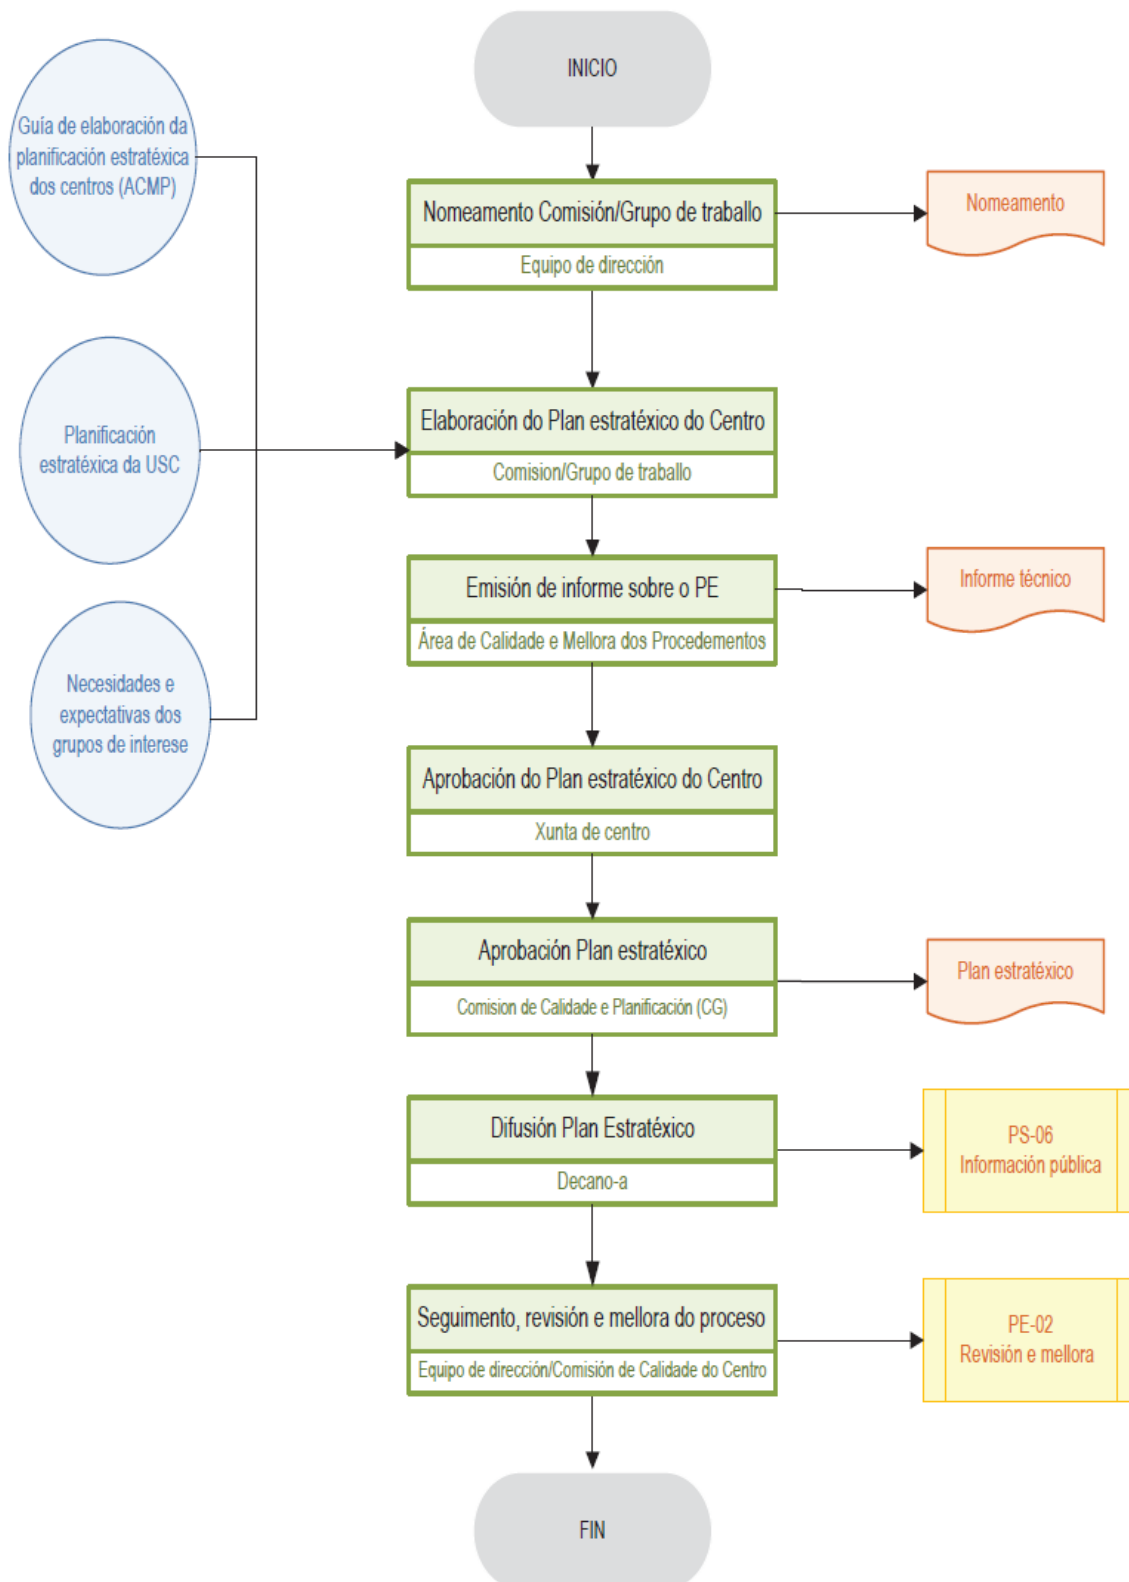 INICIO
Guía de elaboración da
planificación estratéxica
dos centros (ACMP)
Nomeamento Comisión/Grupo de traballo
Equipo de dirección
Nomeamento
Planificación
estratéxica da USC
Elaboración do Plan estratéxico do Centro
Comision/Grupo de traballo
Emisión de informe sobre o PE
Área de Calidade e Mellora dos Procedementos
Informe técnico
Necesidades e
expectativas dos
grupos de interese
Aprobación do Plan estratéxico do Centro
Xunta de centro
Aprobación Plan estratéxico
Comision de Calidade e Planificación (CG)
Plan estratéxico
Difusión Plan Estratéxico
Decano-a
PS-06
Información pública
Seguimento, revisión e mellora do proceso
Equipo de dirección/Comisión de Calidade do Centro
PE-02
Revisión e mellora
FIN